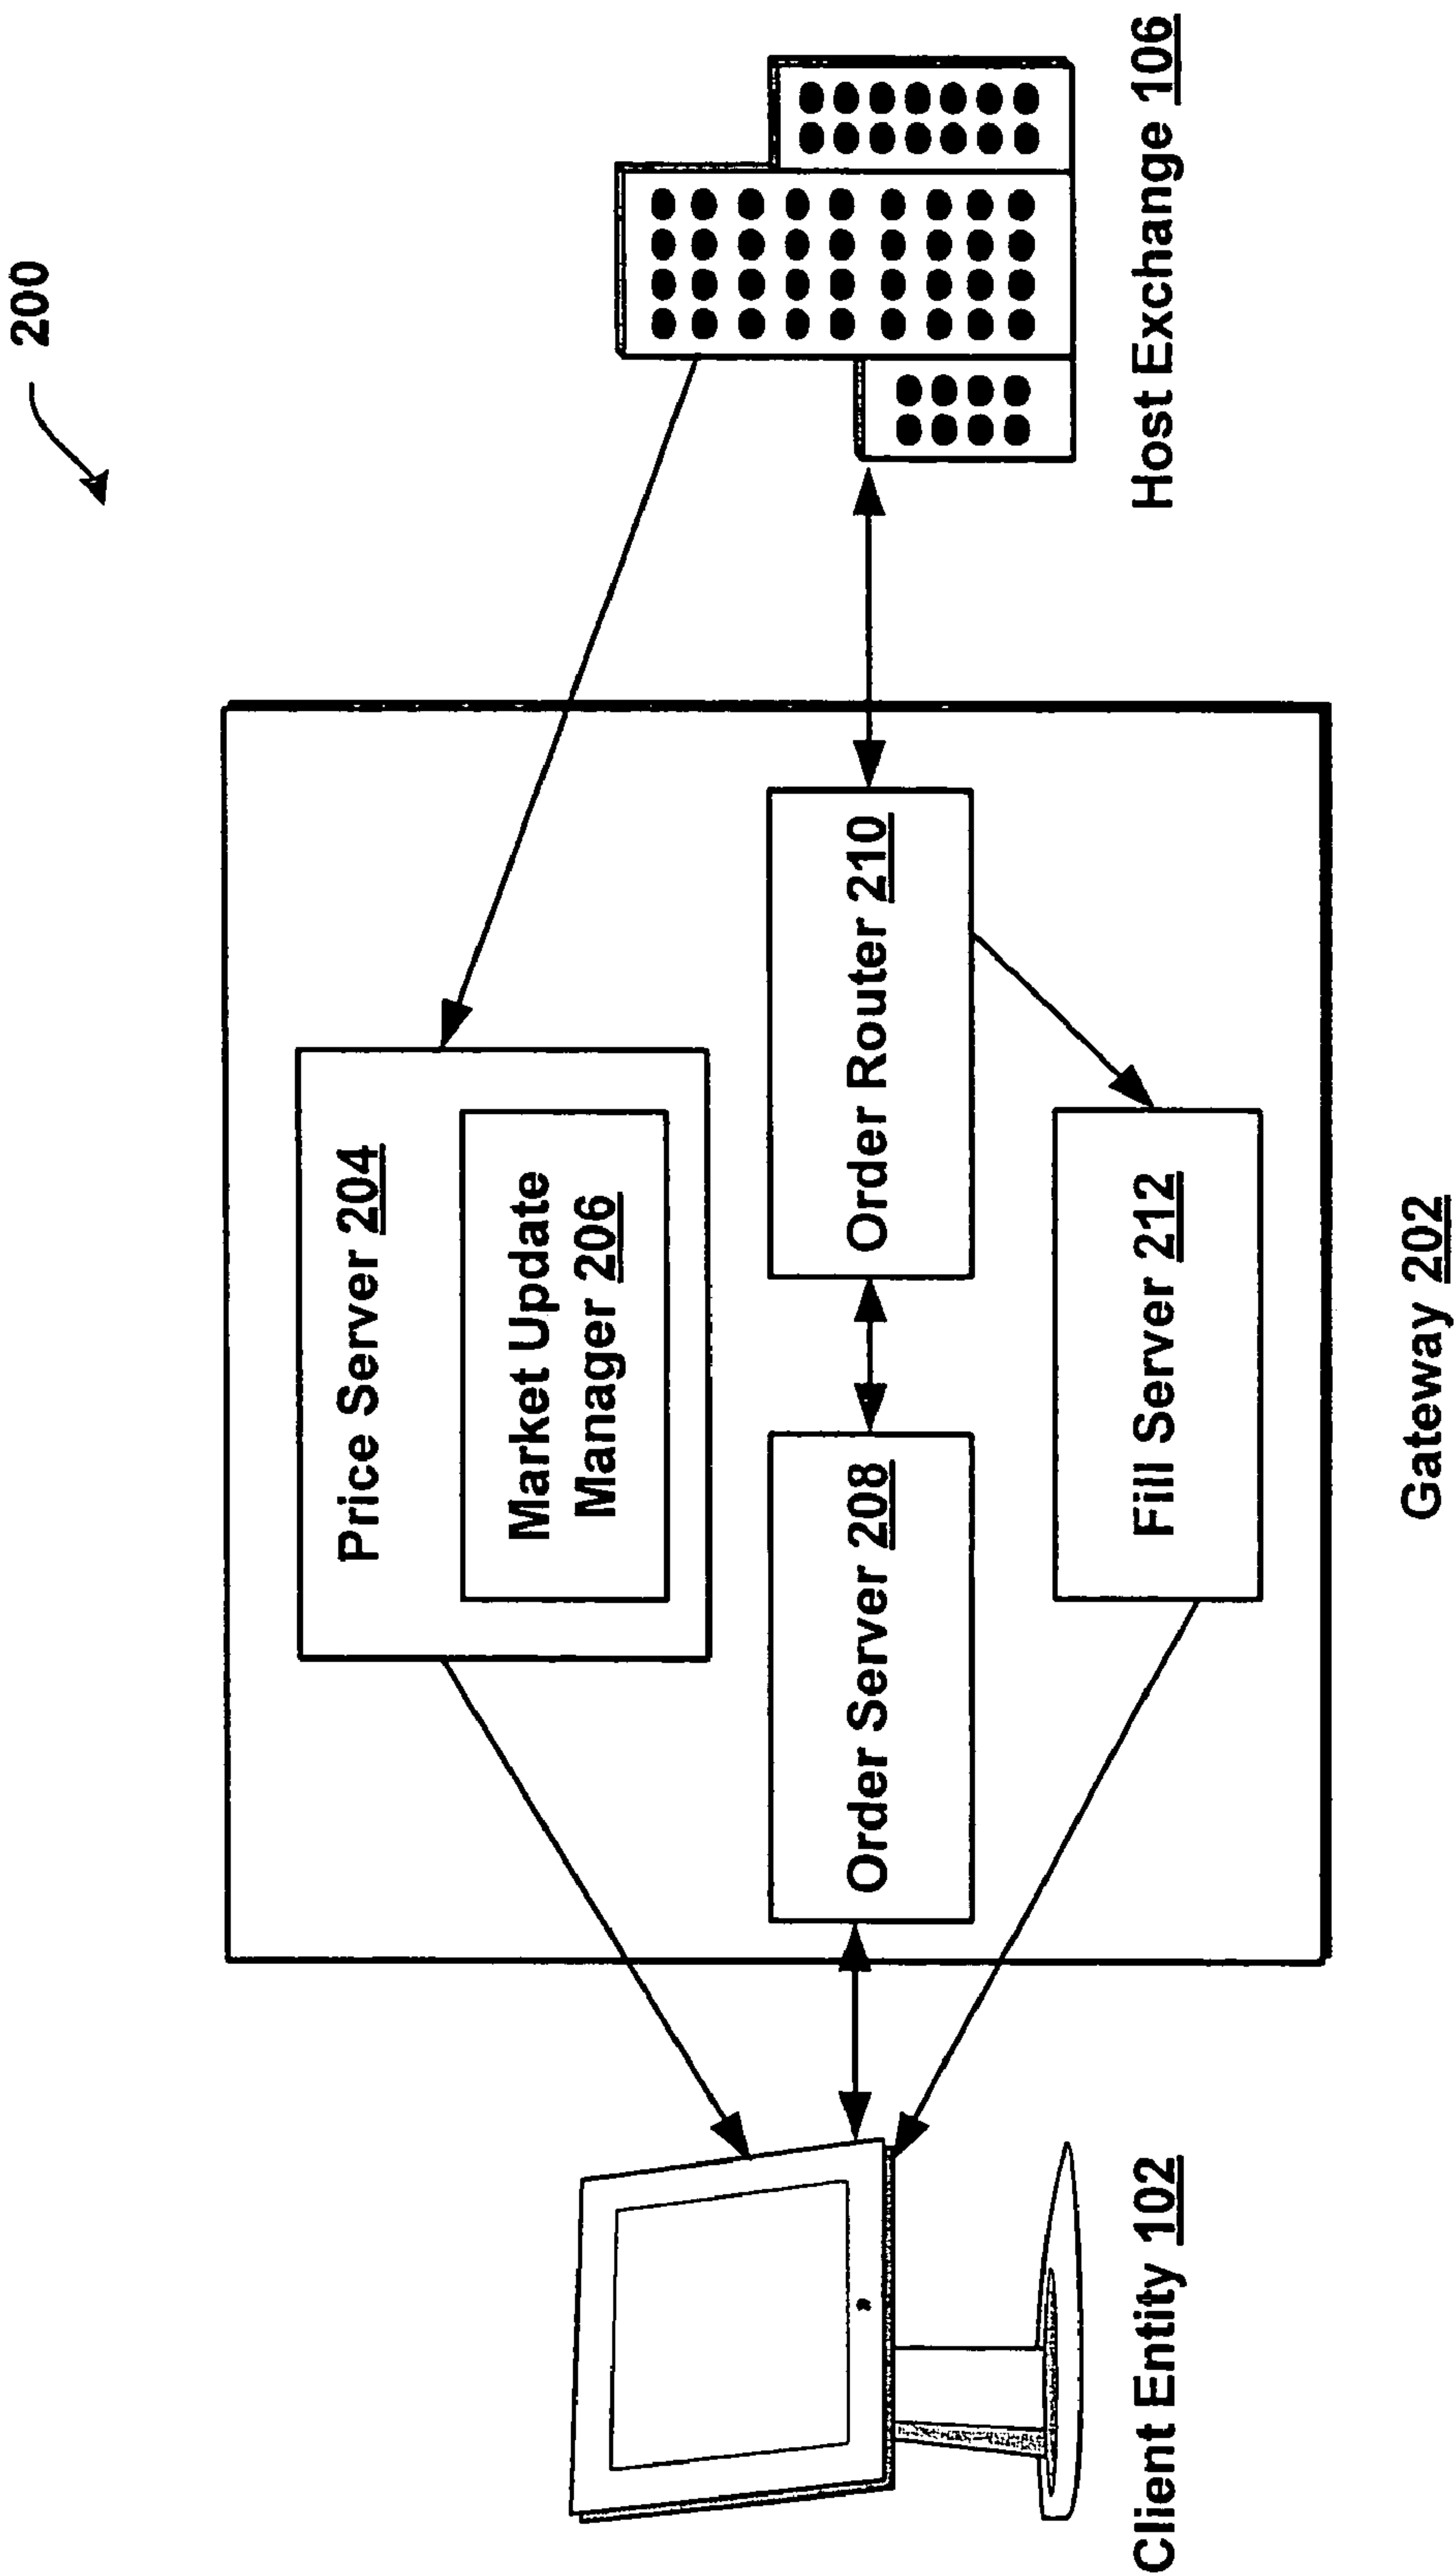 200
Price Server 204
Market Update
Manager 206
Order Server 208
Order Router 210
Fill Server 212
Client Entity 102
Host Exchange 106
Gateway 202